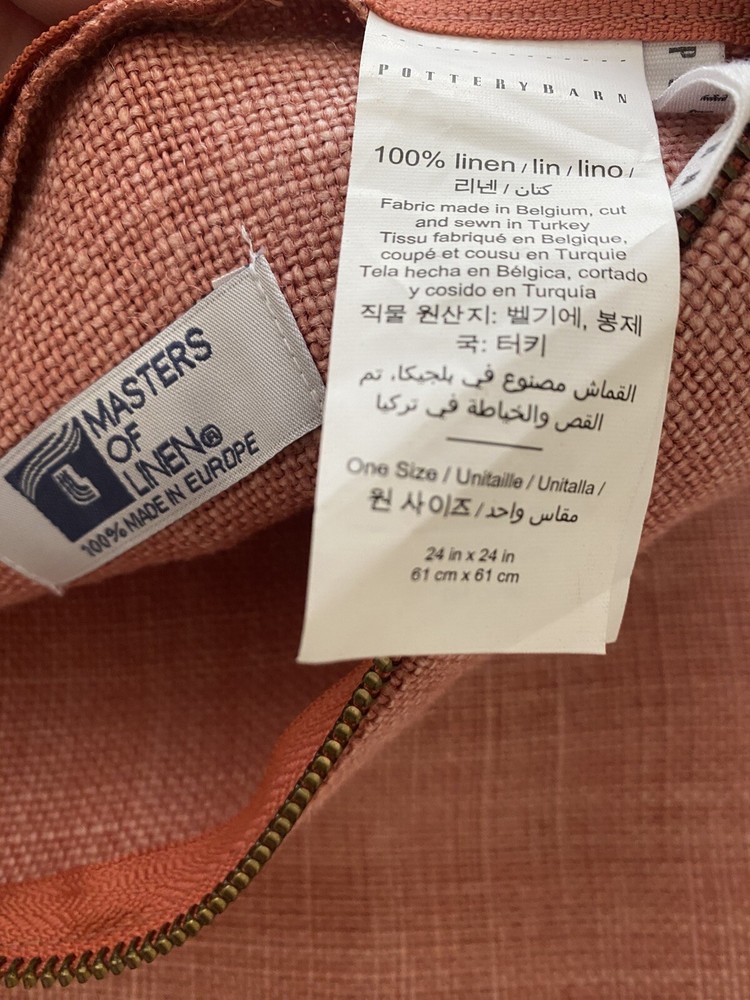 POTTERYBARN
100% linen / lin / lino /
리넨 / كتان
Fabric made in Belgium, cut
and sewn in Turkey
Tissu fabriqué en Belgique,
coupé et cousu en Turquie
Tela hecha en Bélgica, cortado
y cosido en Turquía
직물 원산지: 벨기에, 봉제
국: 터키
القماش مصنوع في بلجيكا، تم
القص والخياطة في تركيا
One Size / Unitaille / Unitalla /
원 사이즈 / مقاس واحد
24 in x 24 in
61 cm x 61 cm
MASTERS
OF
LINEN®
100% MADE IN EUROPE